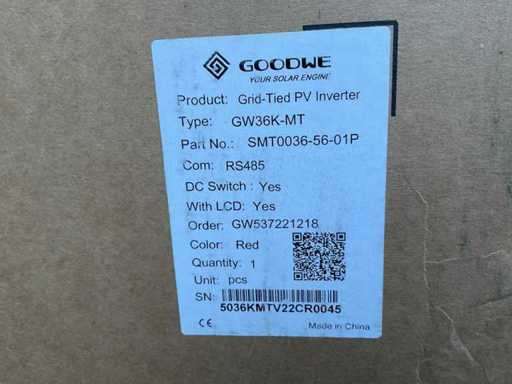 GOODWE
YOUR SOLAR ENGINE
Product: Grid-Tied PV Inverter
Type: GW36K-MT
Part No.: SMT0036-56-01P
Com: RS485
DC Switch : Yes
With LCD: Yes
Order: GW537221218
Color: Red
Quantity: 1
Unit: pcs
SN:
5036KMTV22CR0045
CE Made in China